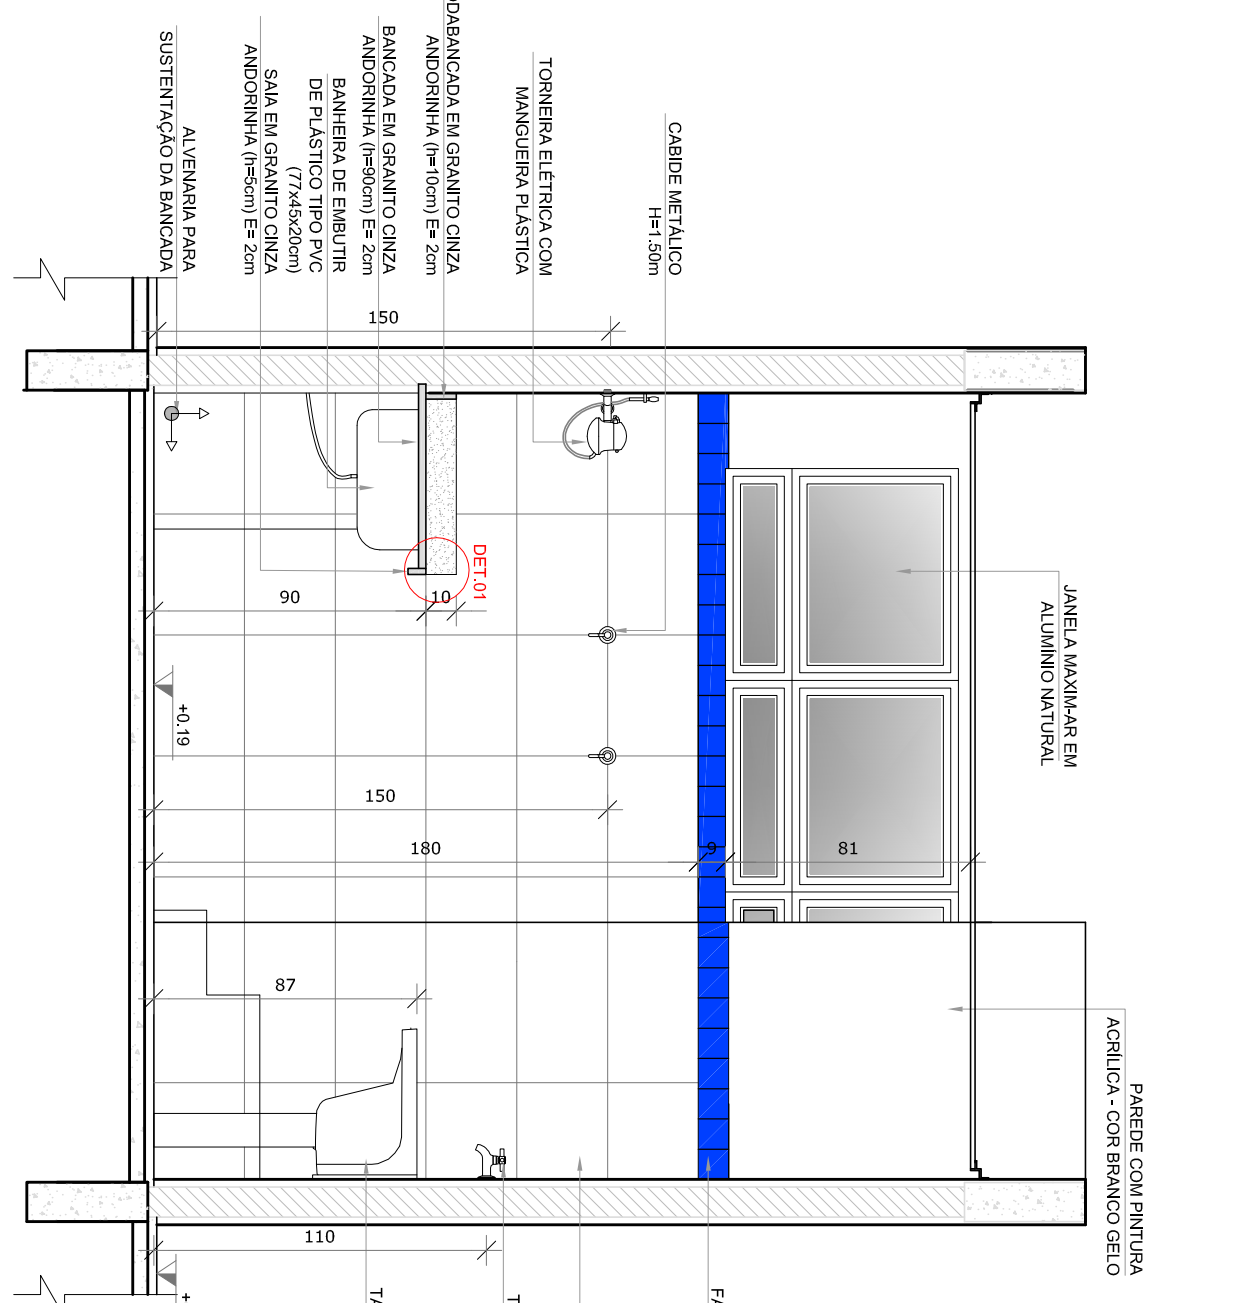 CABIDE METÁLICO
H=1.50m
TORNEIRA ELÉTRICA COM
MANGUEIRA PLÁSTICA
ODABANCADA EM GRANITO CINZA
ANDORINHA (h=10cm) E= 2cm
BANCADA EM GRANITO CINZA
ANDORINHA (h=90cm) E= 2cm
BANHEIRA DE EMBUTIR
DE PLÁSTICO TIPO PVC
(77x45x20cm)
SAIA EM GRANITO CINZA
ANDORINHA (h=5cm) E= 2cm
ALVENARIA PARA
SUSTENTAÇÃO DA BANCADA
150
DET.01
90
10
JANELA MAXIM-AR EM
ALUMÍNIO NATURAL
+0.19
150
180
9
81
87
PAREDE COM PINTURA
ACRÍLICA - COR BRANCO GELO
110
+
TA
T
FA